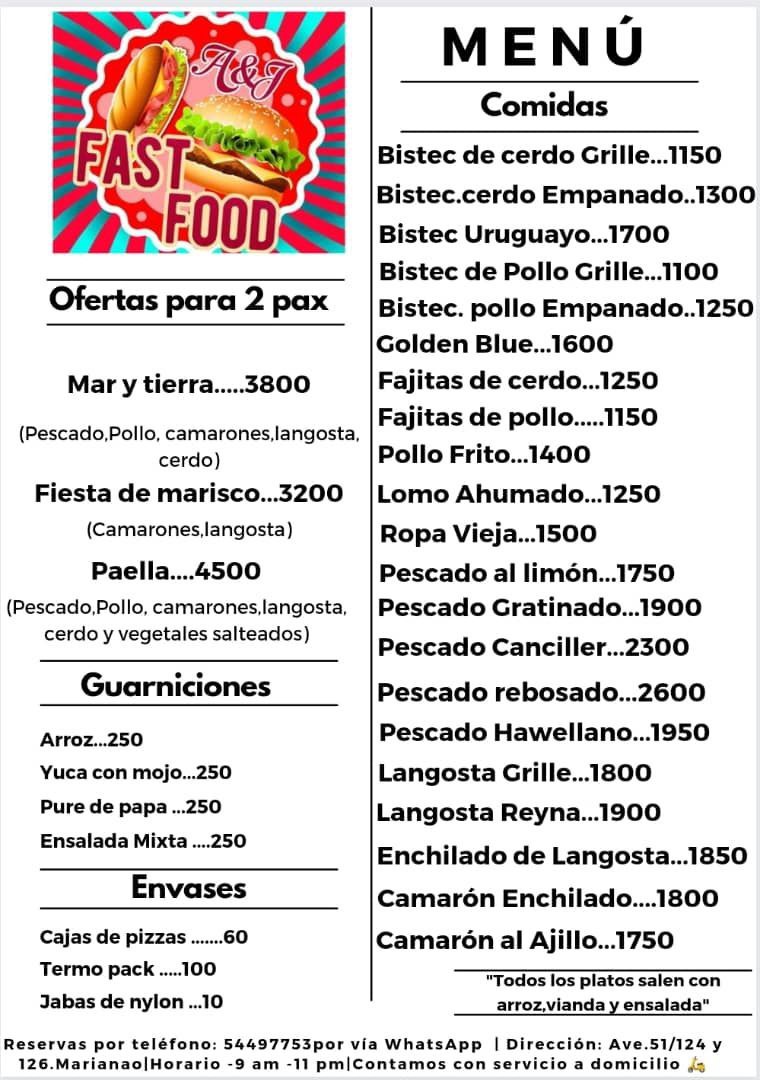 A&J
FAST
FOOD
Ofertas para 2 pax
Mar y tierra.....3800
(Pescado,Pollo, camarones,langosta,
cerdo)
Fiesta de marisco...3200
(Camarones,langosta)
Paella....4500
(Pescado,Pollo, camarones,langosta,
cerdo y vegetales salteados)
Guarniciones
Arroz...250
Yuca con mojo...250
Pure de papa ...250
Ensalada Mixta ....250
Envases
Cajas de pizzas .......60
Termo pack .....100
Jabas de nylon ...10
MENÚ
Comidas
Bistec de cerdo Grille...1150
Bistec.cerdo Empanado..1300
Bistec Uruguayo...1700
Bistec de Pollo Grille...1100
Bistec. pollo Empanado..1250
Golden Blue...1600
Fajitas de cerdo...1250
Fajitas de pollo.....1150
Pollo Frito...1400
Lomo Ahumado...1250
Ropa Vieja...1500
Pescado al limón...1750
Pescado Gratinado...1900
Pescado Canciller...2300
Pescado rebosado...2600
Pescado Hawellano...1950
Langosta Grille...1800
Langosta Reyna...1900
Enchilado de Langosta...1850
Camarón Enchilado....1800
Camarón al Ajillo...1750
"Todos los platos salen con
arroz,vianda y ensalada"
Reservas por teléfono: 54497753por vía WhatsApp | Dirección: Ave.51/124 y
126.Marianao|Horario -9 am -11 pm|Contamos con servicio a domicilio 🛵